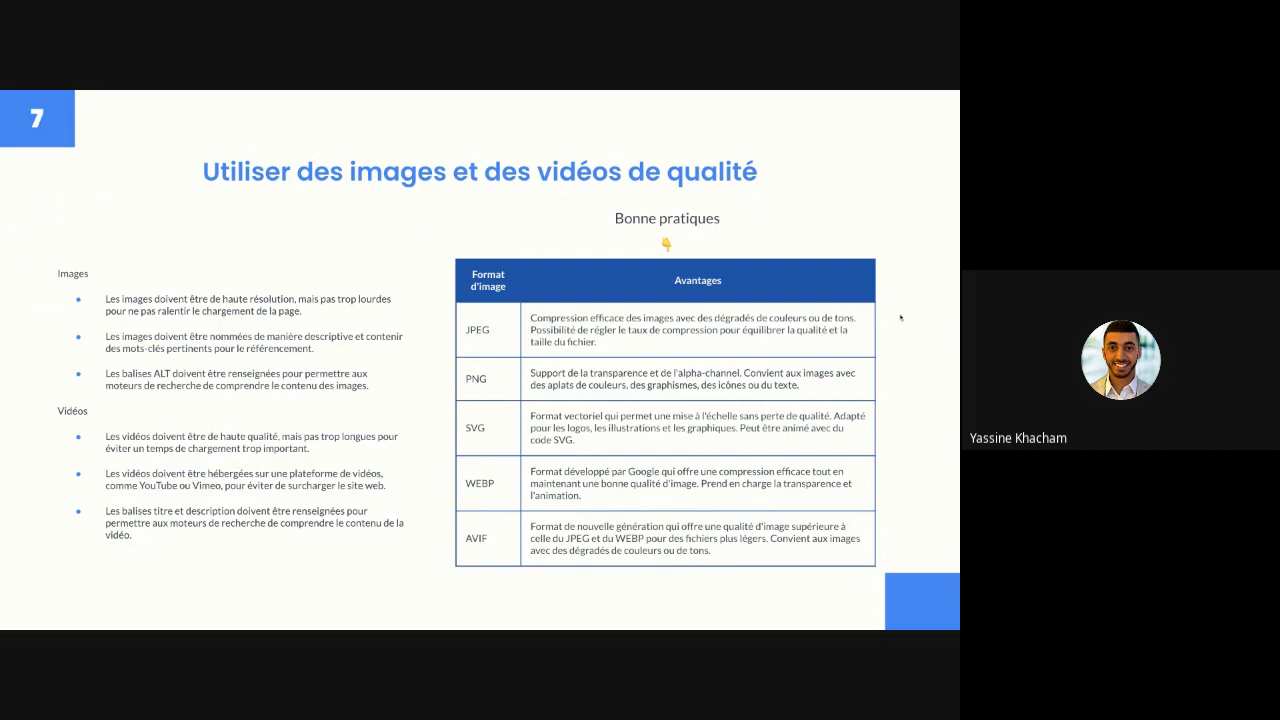 7
Utiliser des images et des vidéos de qualité
Images
Les images doivent être de haute résolution, mais pas trop lourdes
pour ne pas ralentir le chargement de la page.
Les images doivent être nommées de manière descriptive et contenir
des mots-clés pertinents pour le référencement.
Les balises ALT doivent être renseignées pour permettre aux
moteurs de recherche de comprendre le contenu des images.
Vidéos
Les vidéos doivent être de haute qualité, mais pas trop longues pour
éviter un temps de chargement trop important.
Les vidéos doivent être hébergées sur une plateforme de vidéos,
comme YouTube ou Vimeo, pour éviter de surcharger le site web.
Les balises titre et description doivent être renseignées pour
permettre aux moteurs de recherche de comprendre le contenu de la
vidéo.
Bonne pratiques
👇
Format
d'image
Avantages
JPEG
Compression efficace des images avec des dégradés de couleurs ou de tons.
Possibilité de régler le taux de compression pour équilibrer la qualité et la
taille du fichier.
PNG
Support de la transparence et de l'alpha-channel. Convient aux images avec
des aplats de couleurs, des graphismes, des icônes ou du texte.
SVG
Format vectoriel qui permet une mise à l'échelle sans perte de qualité. Adapté
pour les logos, les illustrations et les graphiques. Peut être animé avec du
code SVG.
WEBP
Format développé par Google qui offre une compression efficace tout en
maintenant une bonne qualité d'image. Prend en charge la transparence et
l'animation.
AVIF
Format de nouvelle génération qui offre une qualité d'image supérieure à
celle du JPEG et du WEBP pour des fichiers plus légers. Convient aux images
avec des dégradés de couleurs ou de tons.
Yassine Khacham